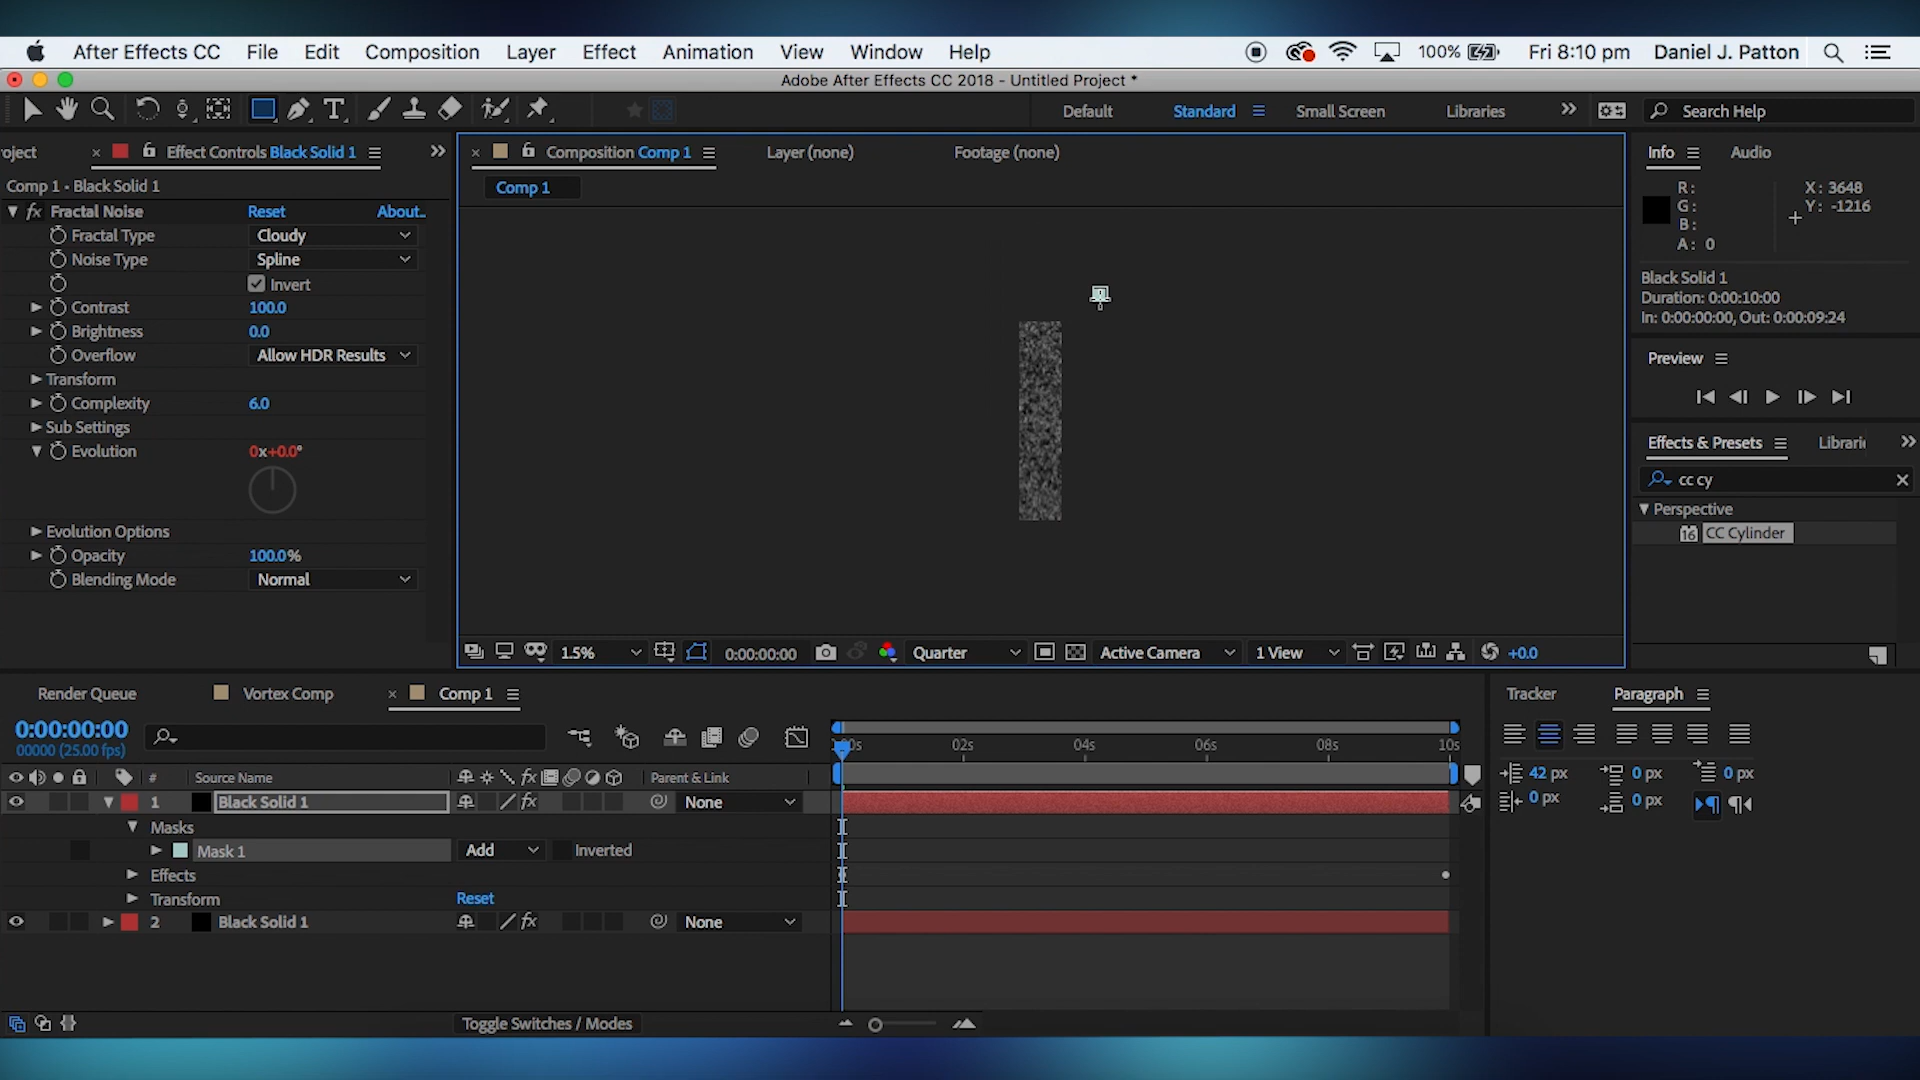 After Effects CC File Edit Composition Layer Effect Animation View Window Help 100% Fri 8:10 pm Daniel J. Patton
Adobe After Effects CC 2018 - Untitled Project *
Default Standard Small Screen Libraries Search Help
oject Effect Controls Black Solid 1
Composition Comp 1 Layer (none) Footage (none)
Info Audio
Comp 1 • Black Solid 1
Comp 1
R: X: 3648
G: Y: -1216
B:
A: 0
fx Fractal Noise Reset About..
Fractal Type Cloudy
Noise Type Spline
Invert
Contrast 100.0
Brightness 0.0
Overflow Allow HDR Results
Transform
Complexity 6.0
Sub Settings
Evolution 0x+0.0°
Evolution Options
Opacity 100.0%
Blending Mode Normal
Black Solid 1
Duration: 0:00:10:00
In: 0:00:00:00, Out: 0:00:09:24
Preview
Effects & Presets Librari
cc cy
Perspective
16 CC Cylinder
1.5% 0:00:00:00 Quarter Active Camera 1 View +0.0
Render Queue Vortex Comp Comp 1
Tracker Paragraph
0:00:00:00
00000 (25.00 fps)
00s 02s 04s 06s 08s 10s
# Source Name fx Parent & Link
1 Black Solid 1 fx None
Masks
Mask 1 Add Inverted
Effects
Transform Reset
2 Black Solid 1 fx None
42 px 0 px 0 px
0 px 0 px
Toggle Switches / Modes